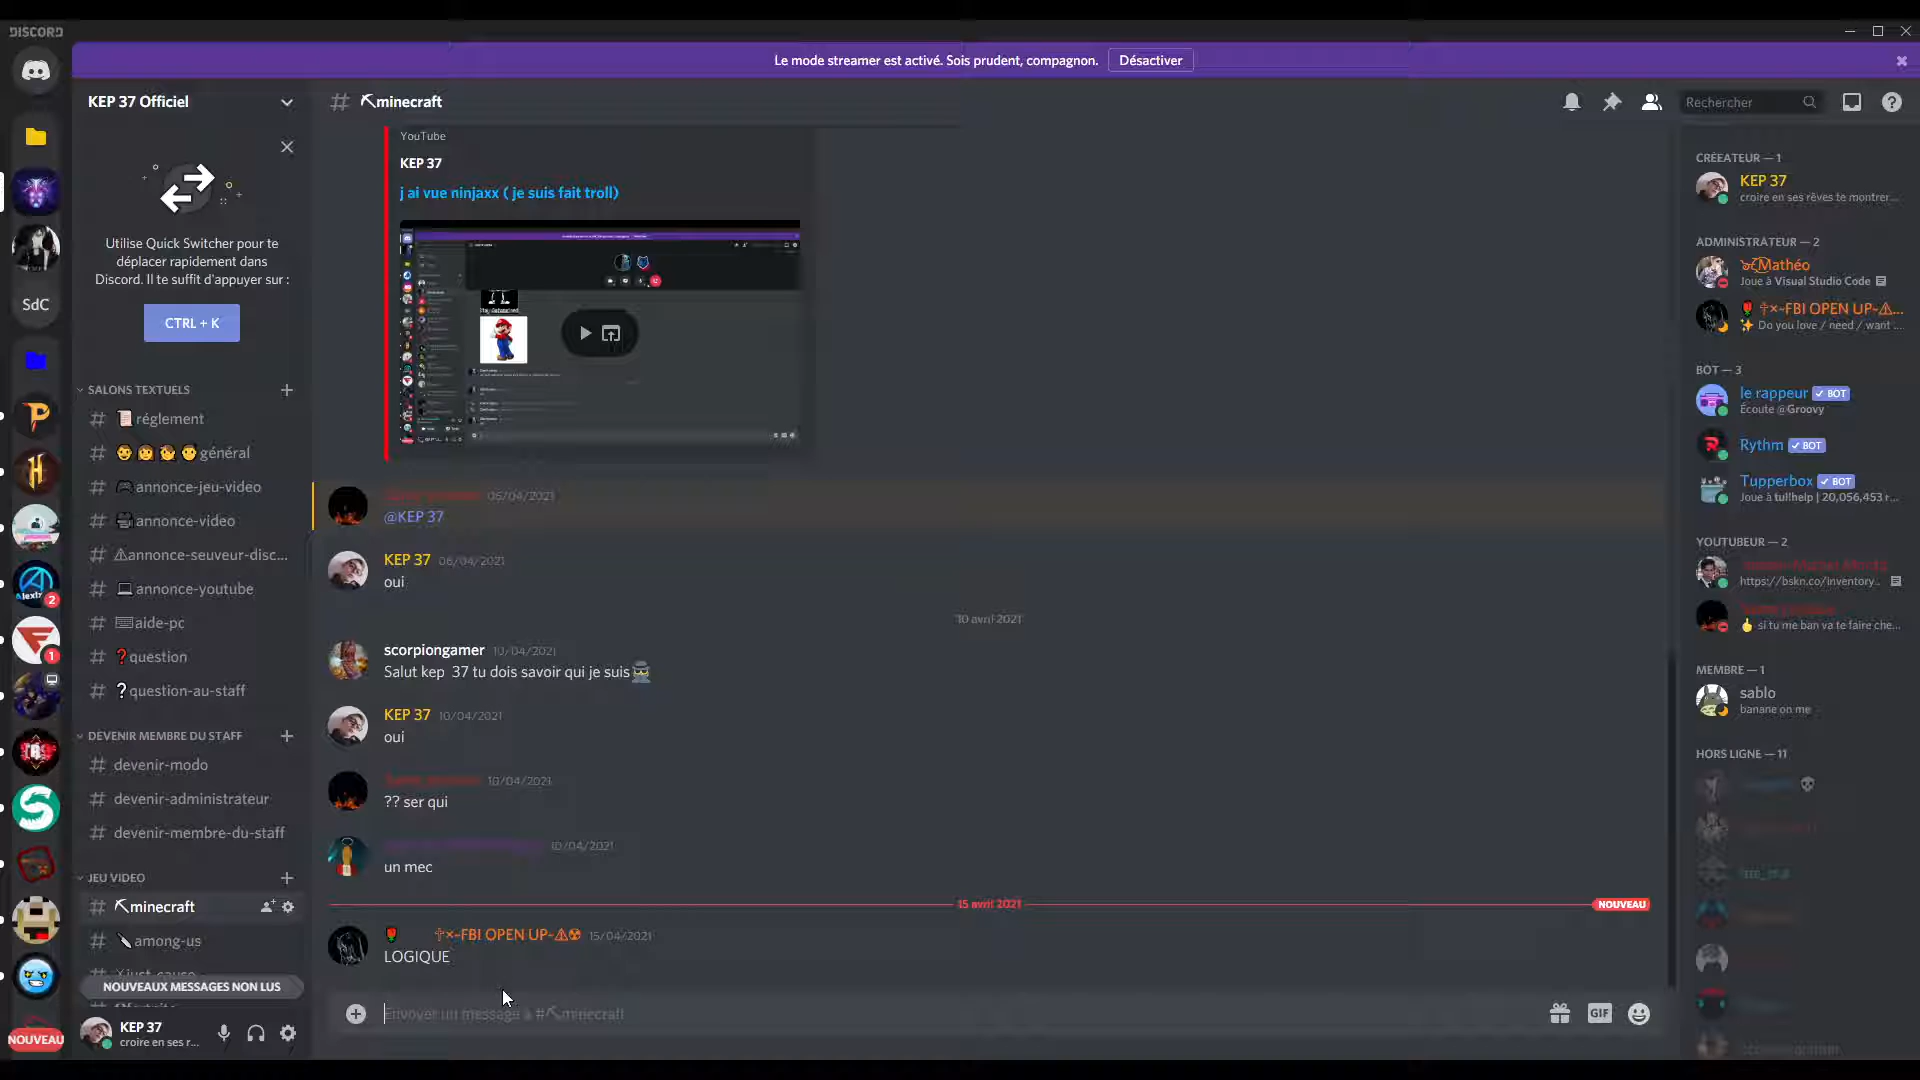 DISCORD
Le mode streamer est activé. Sois prudent, compagnon.
Désactiver
KEP 37 Officiel
Utilise Quick Switcher pour te
déplacer rapidement dans
Discord. Il te suffit d'appuyer sur :
CTRL + K
SdC
SALONS TEXTUELS
réglement
général
annonce-jeu-video
annonce-video
annonce-seuveur-disc...
annonce-youtube
aide-pc
question
question-au-staff
DEVENIR MEMBRE DU STAFF
devenir-modo
devenir-administrateur
devenir-membre-du-staff
JEU VIDEO
minecraft
among-us
just-cause
NOUVEAUX MESSAGES NON LUS
2
1
NOUVEAU
KEP 37
croire en ses r...
minecraft
Rechercher
YouTube
KEP 37
j ai vue ninjaxx ( je suis fait troll)
06/04/2021
@KEP 37
KEP 37 06/04/2021
oui
10 avril 2021
scorpiongamer 10/04/2021
Salut kep 37 tu dois savoir qui je suis
KEP 37 10/04/2021
oui
10/04/2021
?? ser qui
10/04/2021
un mec
15 avril 2021
NOUVEAU
✞×~FBI OPEN UP~⚠☢ 15/04/2021
LOGIQUE
Envoyer un message à #⛏minecraft
GIF
CRÉEATEUR — 1
KEP 37
croire en ses rêves te montrer...
ADMINISTRATEUR — 2
Mathéo
Joue à Visual Studio Code
✞×~FBI OPEN UP~⚠...
Do you love / need / want ...
BOT — 3
le rappeur ✓ BOT
Écoute @Groovy
Rythm ✓ BOT
Tupperbox ✓ BOT
Joue à tul!help | 20,056,453 r...
YOUTUBEUR — 2
https://bskn.co/inventory...
si tu me ban va te faire che...
MEMBRE — 1
sablo
banane on me
HORS LIGNE — 11